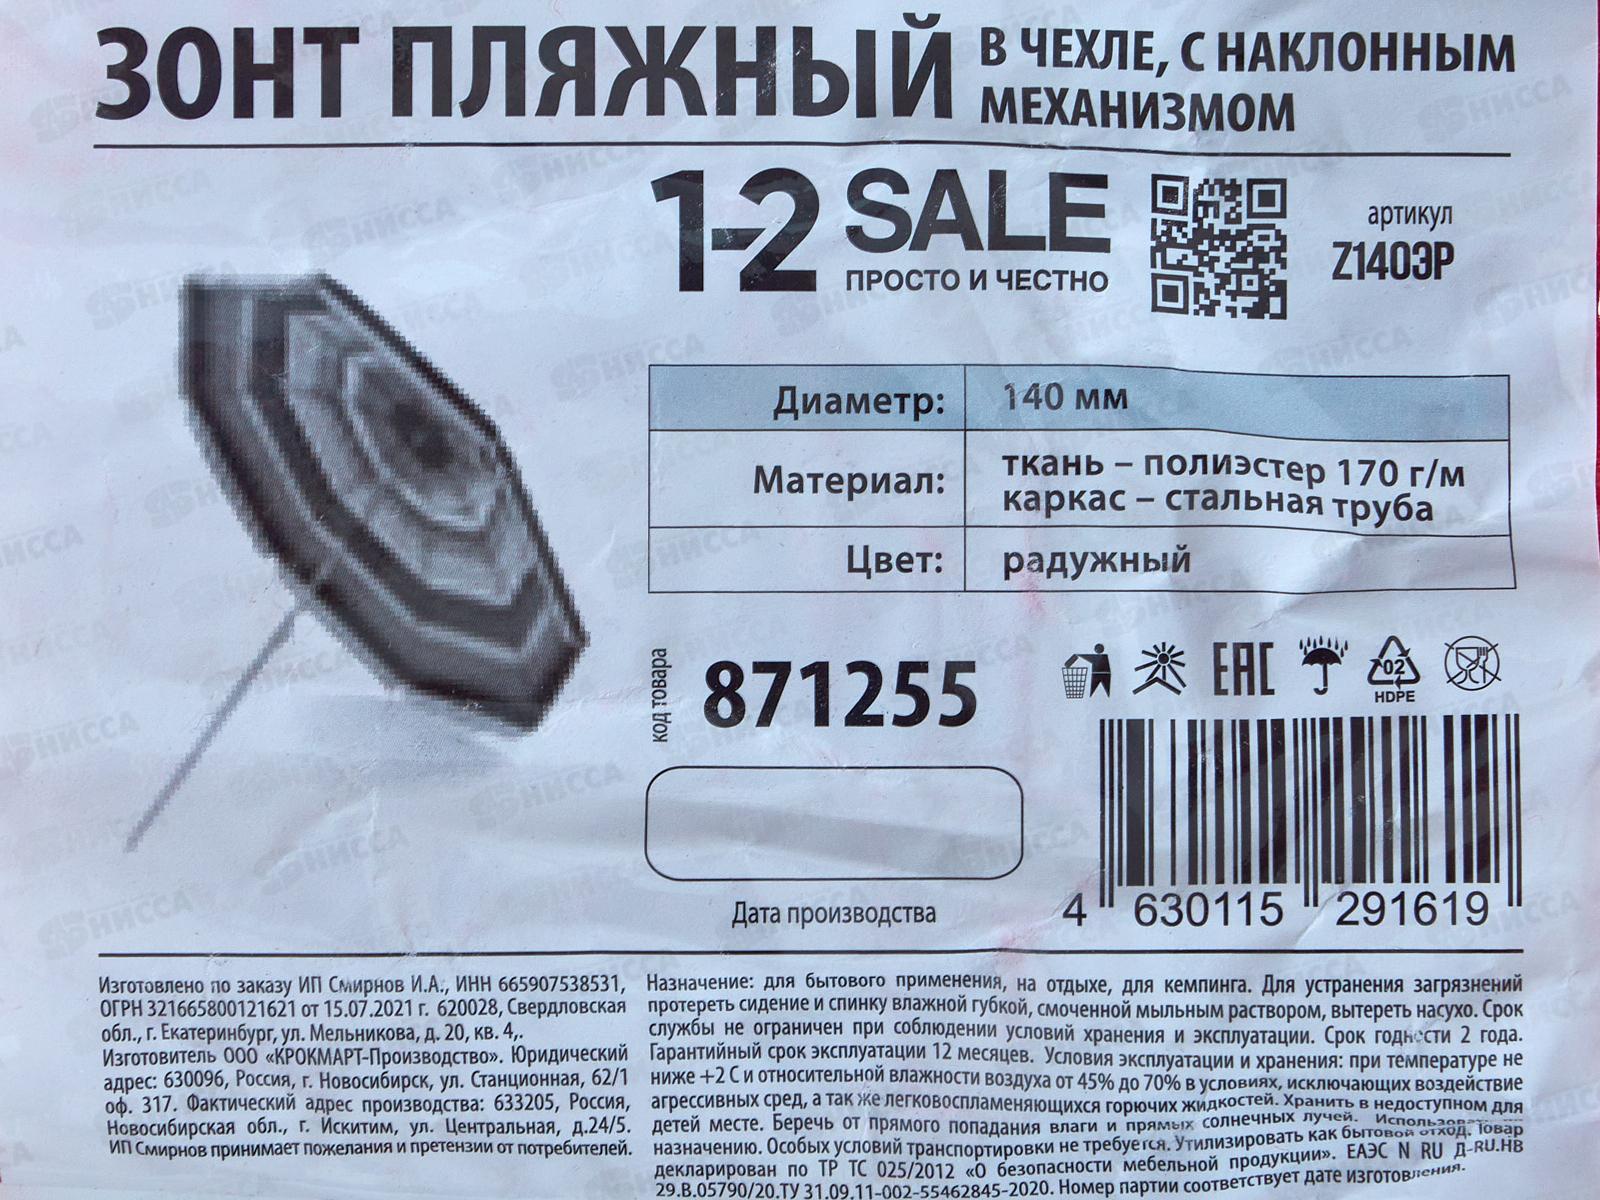 ЗОНТ ПЛЯЖНЫЙ
В ЧЕХЛЕ, С НАКЛОННЫМ
МЕХАНИЗМОМ
1-2 SALE
ПРОСТО И ЧЕСТНО
артикул
Z140ЭР
Диаметр: 140 мм
Материал: ткань – полиэстер 170 г/м
каркас – стальная труба
Цвет: радужный
код товара
871255
EAC
02
HDPE
Дата производства
4 630115 291619
Изготовлено по заказу ИП Смирнов И.А., ИНН 665907538531,
ОГРН 321665800121621 от 15.07.2021 г. 620028, Свердловская
обл., г. Екатеринбург, ул. Мельникова, д. 20, кв. 4,.
Изготовитель ООО «КРОКМАРТ-Производство». Юридический
адрес: 630096, Россия, г. Новосибирск, ул. Станционная, 62/1
оф. 317. Фактический адрес производства: 633205, Россия,
Новосибирская обл., г. Искитим, ул. Центральная, д.24/5.
ИП Смирнов принимает пожелания и претензии от потребителей.
Назначение: для бытового применения, на отдыхе, для кемпинга. Для устранения загрязнений
протереть сидение и спинку влажной губкой, смоченной мыльным раствором, вытереть насухо. Срок
службы не ограничен при соблюдении условий хранения и эксплуатации. Срок годности 2 года.
Гарантийный срок эксплуатации 12 месяцев. Условия эксплуатации и хранения: при температуре не
ниже +2 С и относительной влажности воздуха от 45% до 70% в условиях, исключающих воздействие
агрессивных сред, а так же легковоспламеняющихся горючих жидкостей. Хранить в недоступном для
детей месте. Беречь от прямого попадания влаги и прямых солнечных лучей.
назначению. Особых условий транспортировки не требуется. Утилизировать как бытовой отход. Товар
декларирован по ТР ТС 025/2012 «О безопасности мебельной продукции». ЕАЭС N RU Д-RU.НВ
29.В.05790/20.ТУ 31.09.11-002-55462845-2020. Номер партии соответствует дате изготовления.